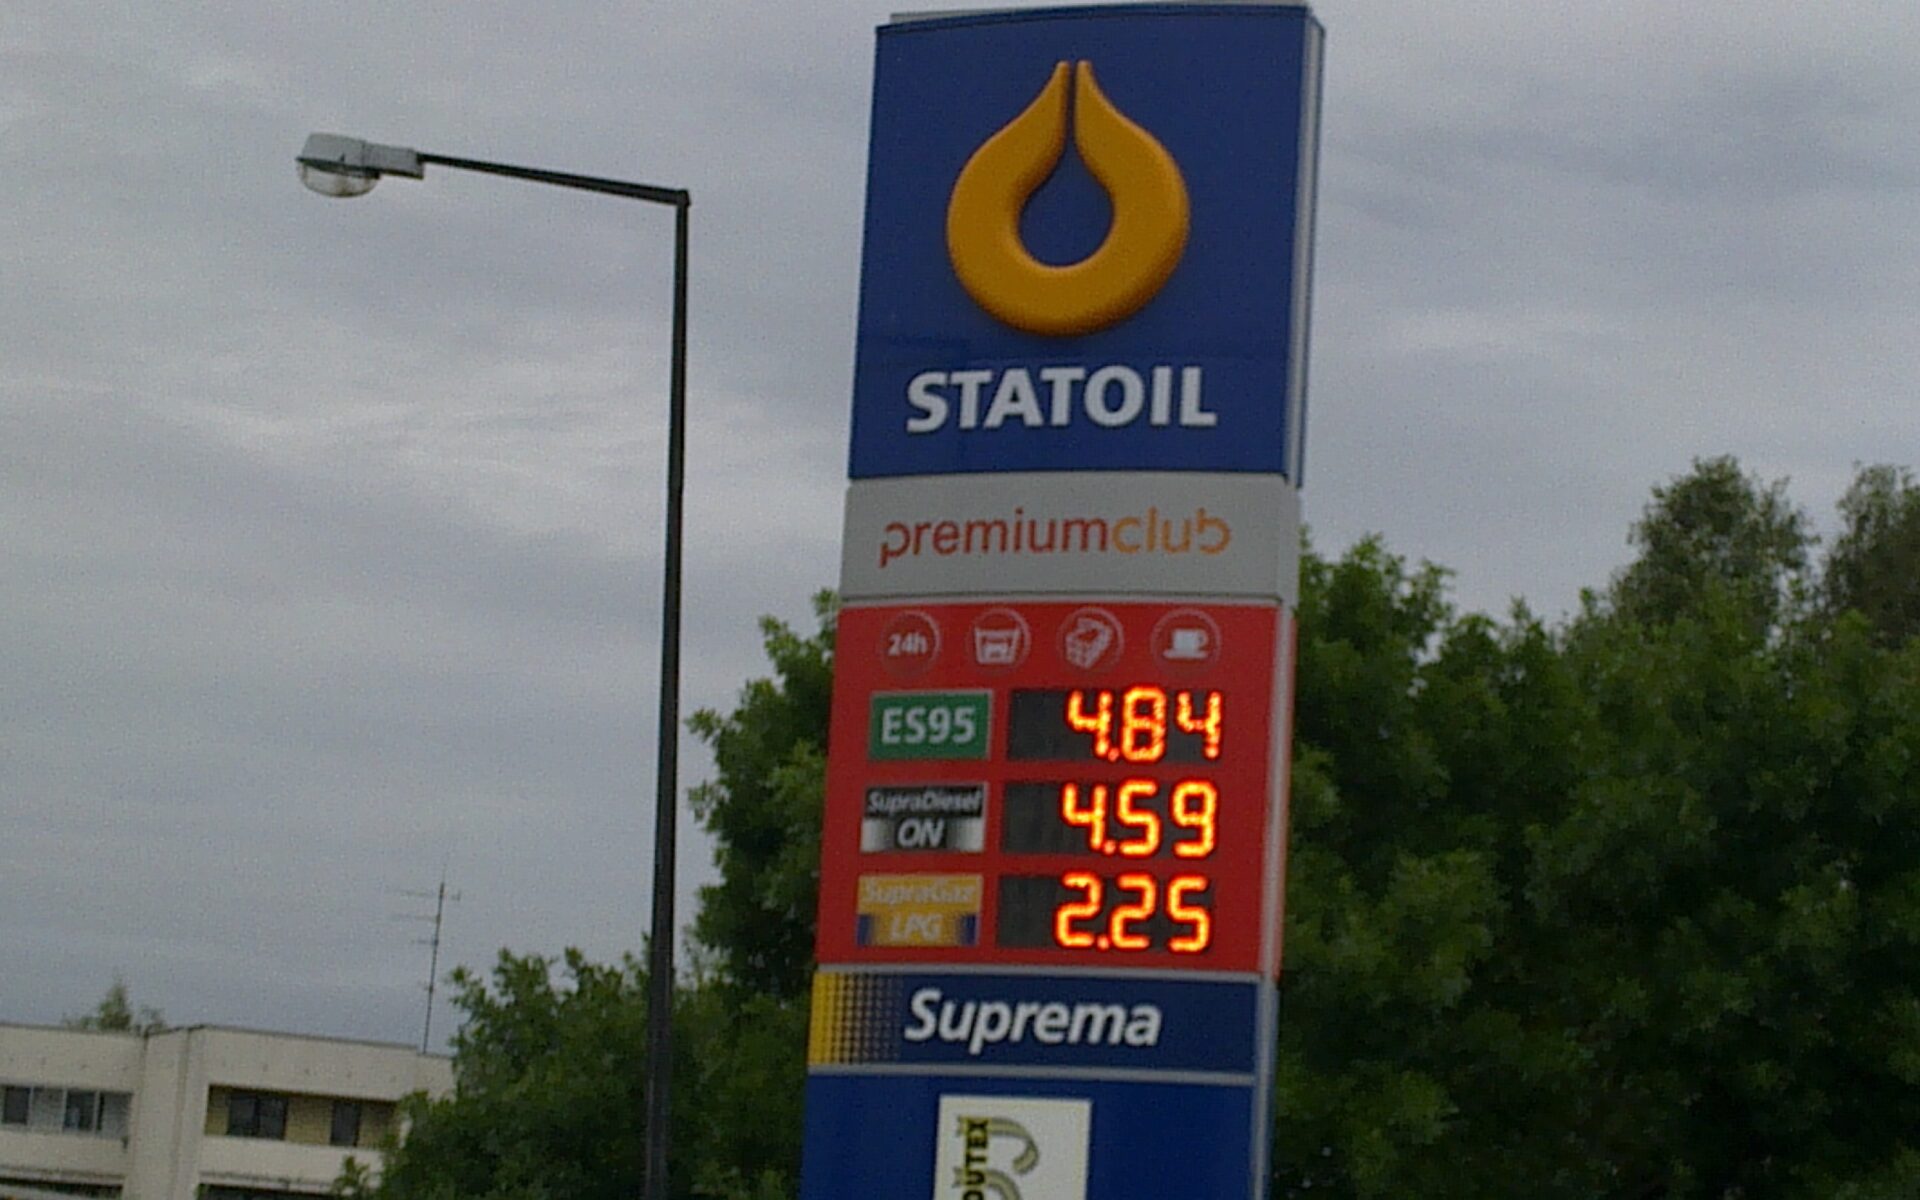 STATOIL
premiumclub
24h
ES95 4.84
SupraDiesel
ON 4.59
SupraGaz
LPG 2.25
Suprema